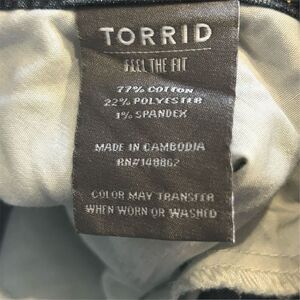 TORRID
FEEL THE FIT
77% COTTON
22% POLYESTER
1% SPANDEX
MADE IN CAMBODIA
RN#148862
COLOR MAY TRANSFER
WHEN WORN OR WASHED